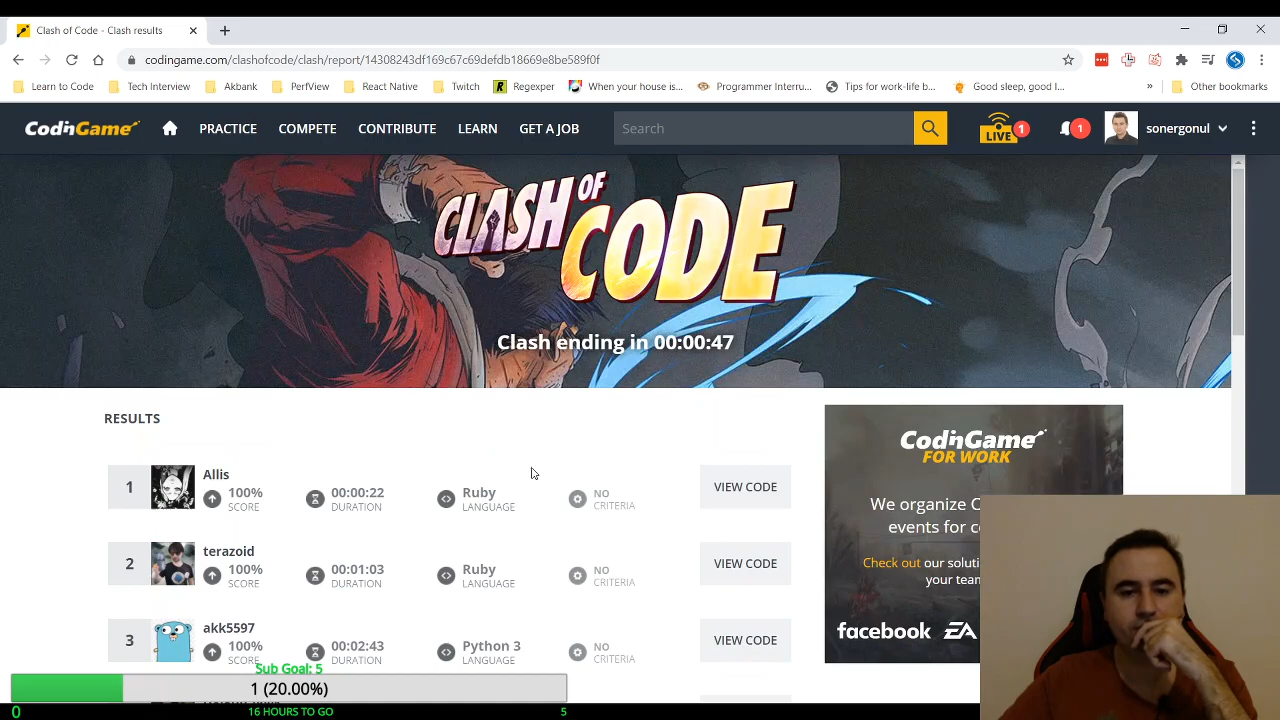 Clash of Code - Clash results
codingame.com/clashofcode/clash/report/
Learn to Code
Tech Interview
Akbank
PerfView
React Native
Twitch
Regexper
When your house is...
Programmer Interru...
Tips for work-life b...
Good sleep, good l...
»
Other bookmarks
CODINGAME
PRACTICE
COMPETE
CONTRIBUTE
LEARN
GET A JOB
Search
LIVE
1
1
sonergonul
CLASH OF CODE
Clash ending in 00:00:47
RESULTS
1
Allis
100% 00:00:22 Ruby NO
SCORE DURATION LANGUAGE CRITERIA
VIEW CODE
2
terazoid
100% 00:01:03 Ruby NO
SCORE DURATION LANGUAGE CRITERIA
VIEW CODE
3
akk5597
100% 00:02:43 Python 3 NO
SCORE DURATION LANGUAGE CRITERIA
VIEW CODE
CODINGAME
FOR WORK
We organize C
events for c
Check out our soluti
your team
facebook EA
Sub Goal: 5
1 (20.00%)
0 16 HOURS TO GO 5